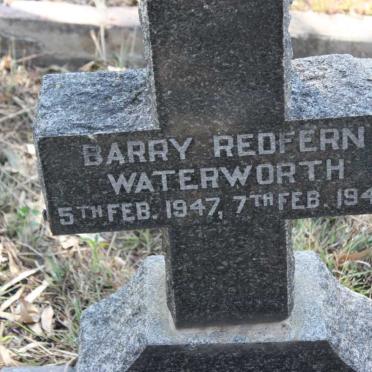 BARRY REDFERN
WATERWORTH
5TH FEB. 1947, 7TH FEB. 194